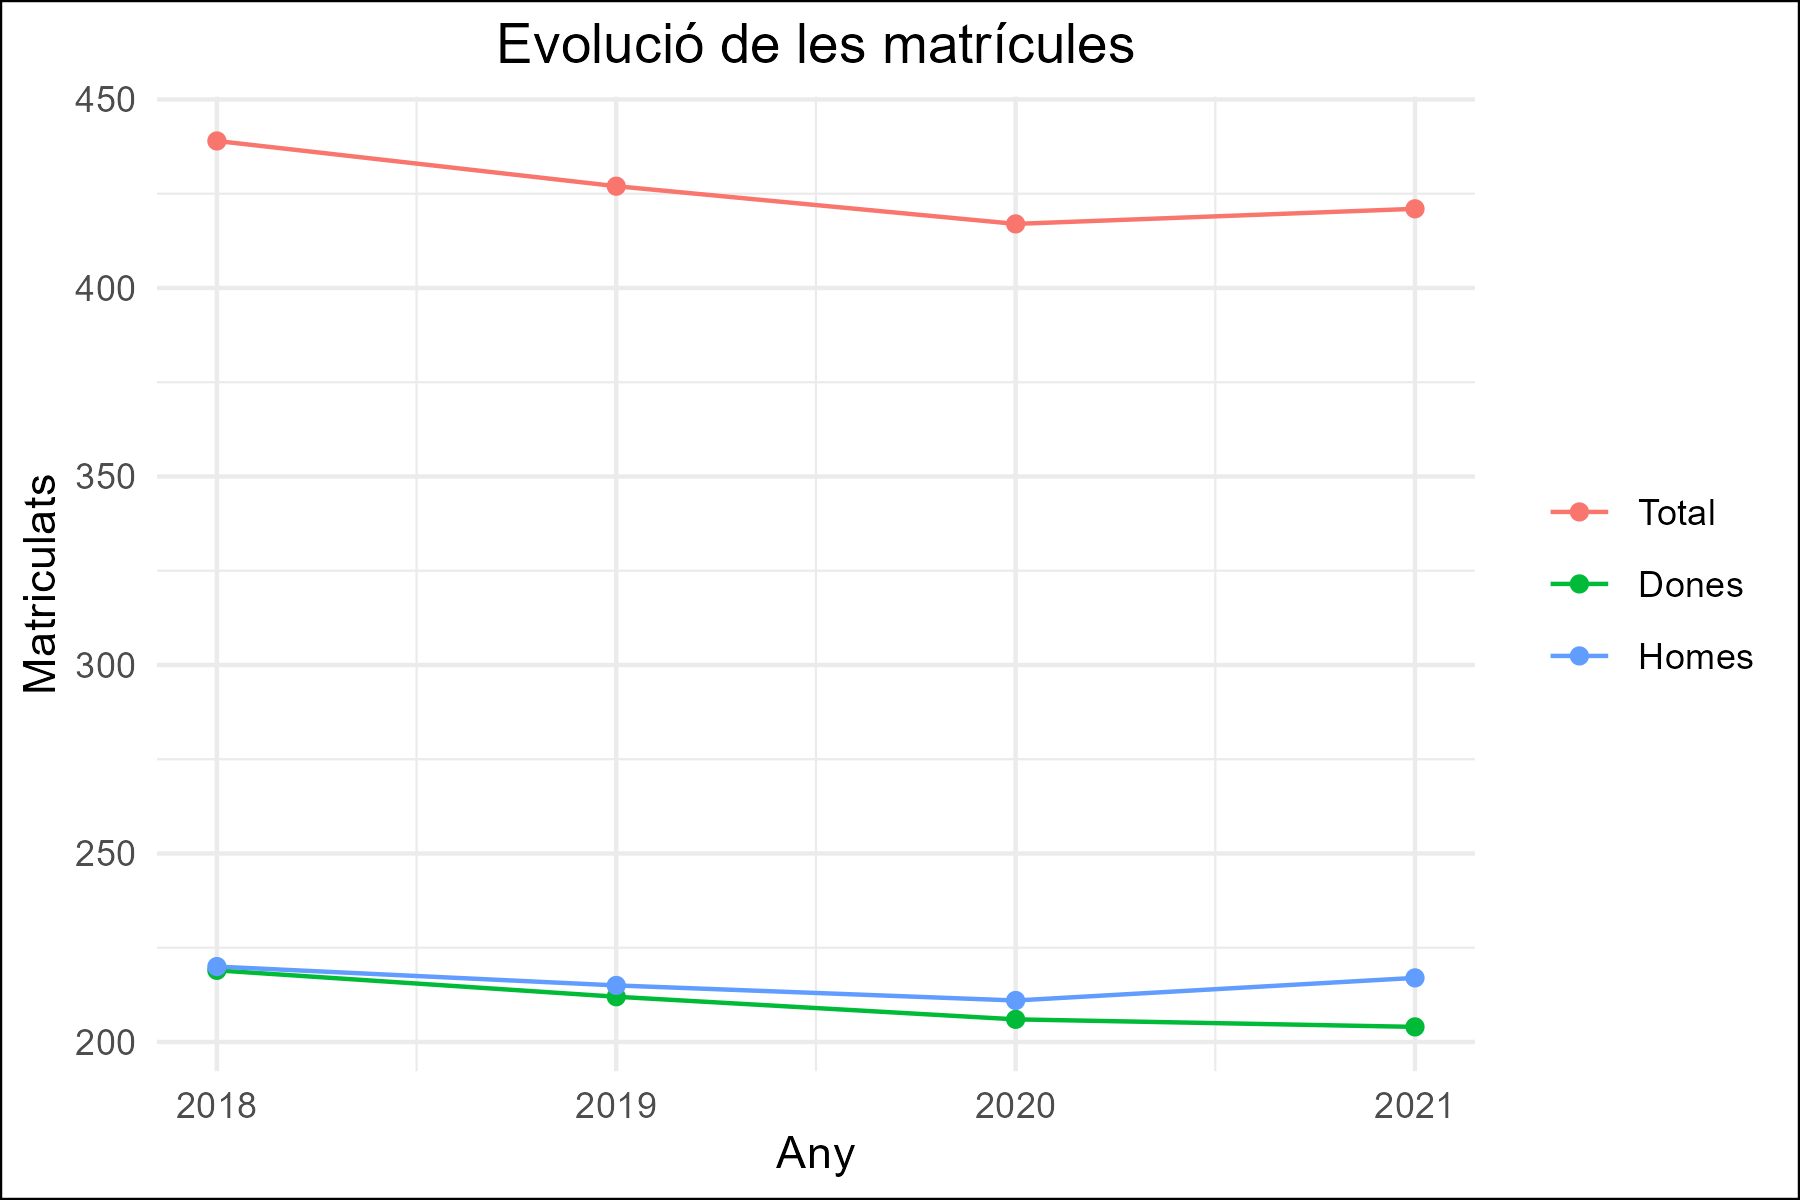 Evolució de les matrícules
450
400
350
300
250
200
Matriculats
2018 2019 2020 2021
Any
Total
Dones
Homes